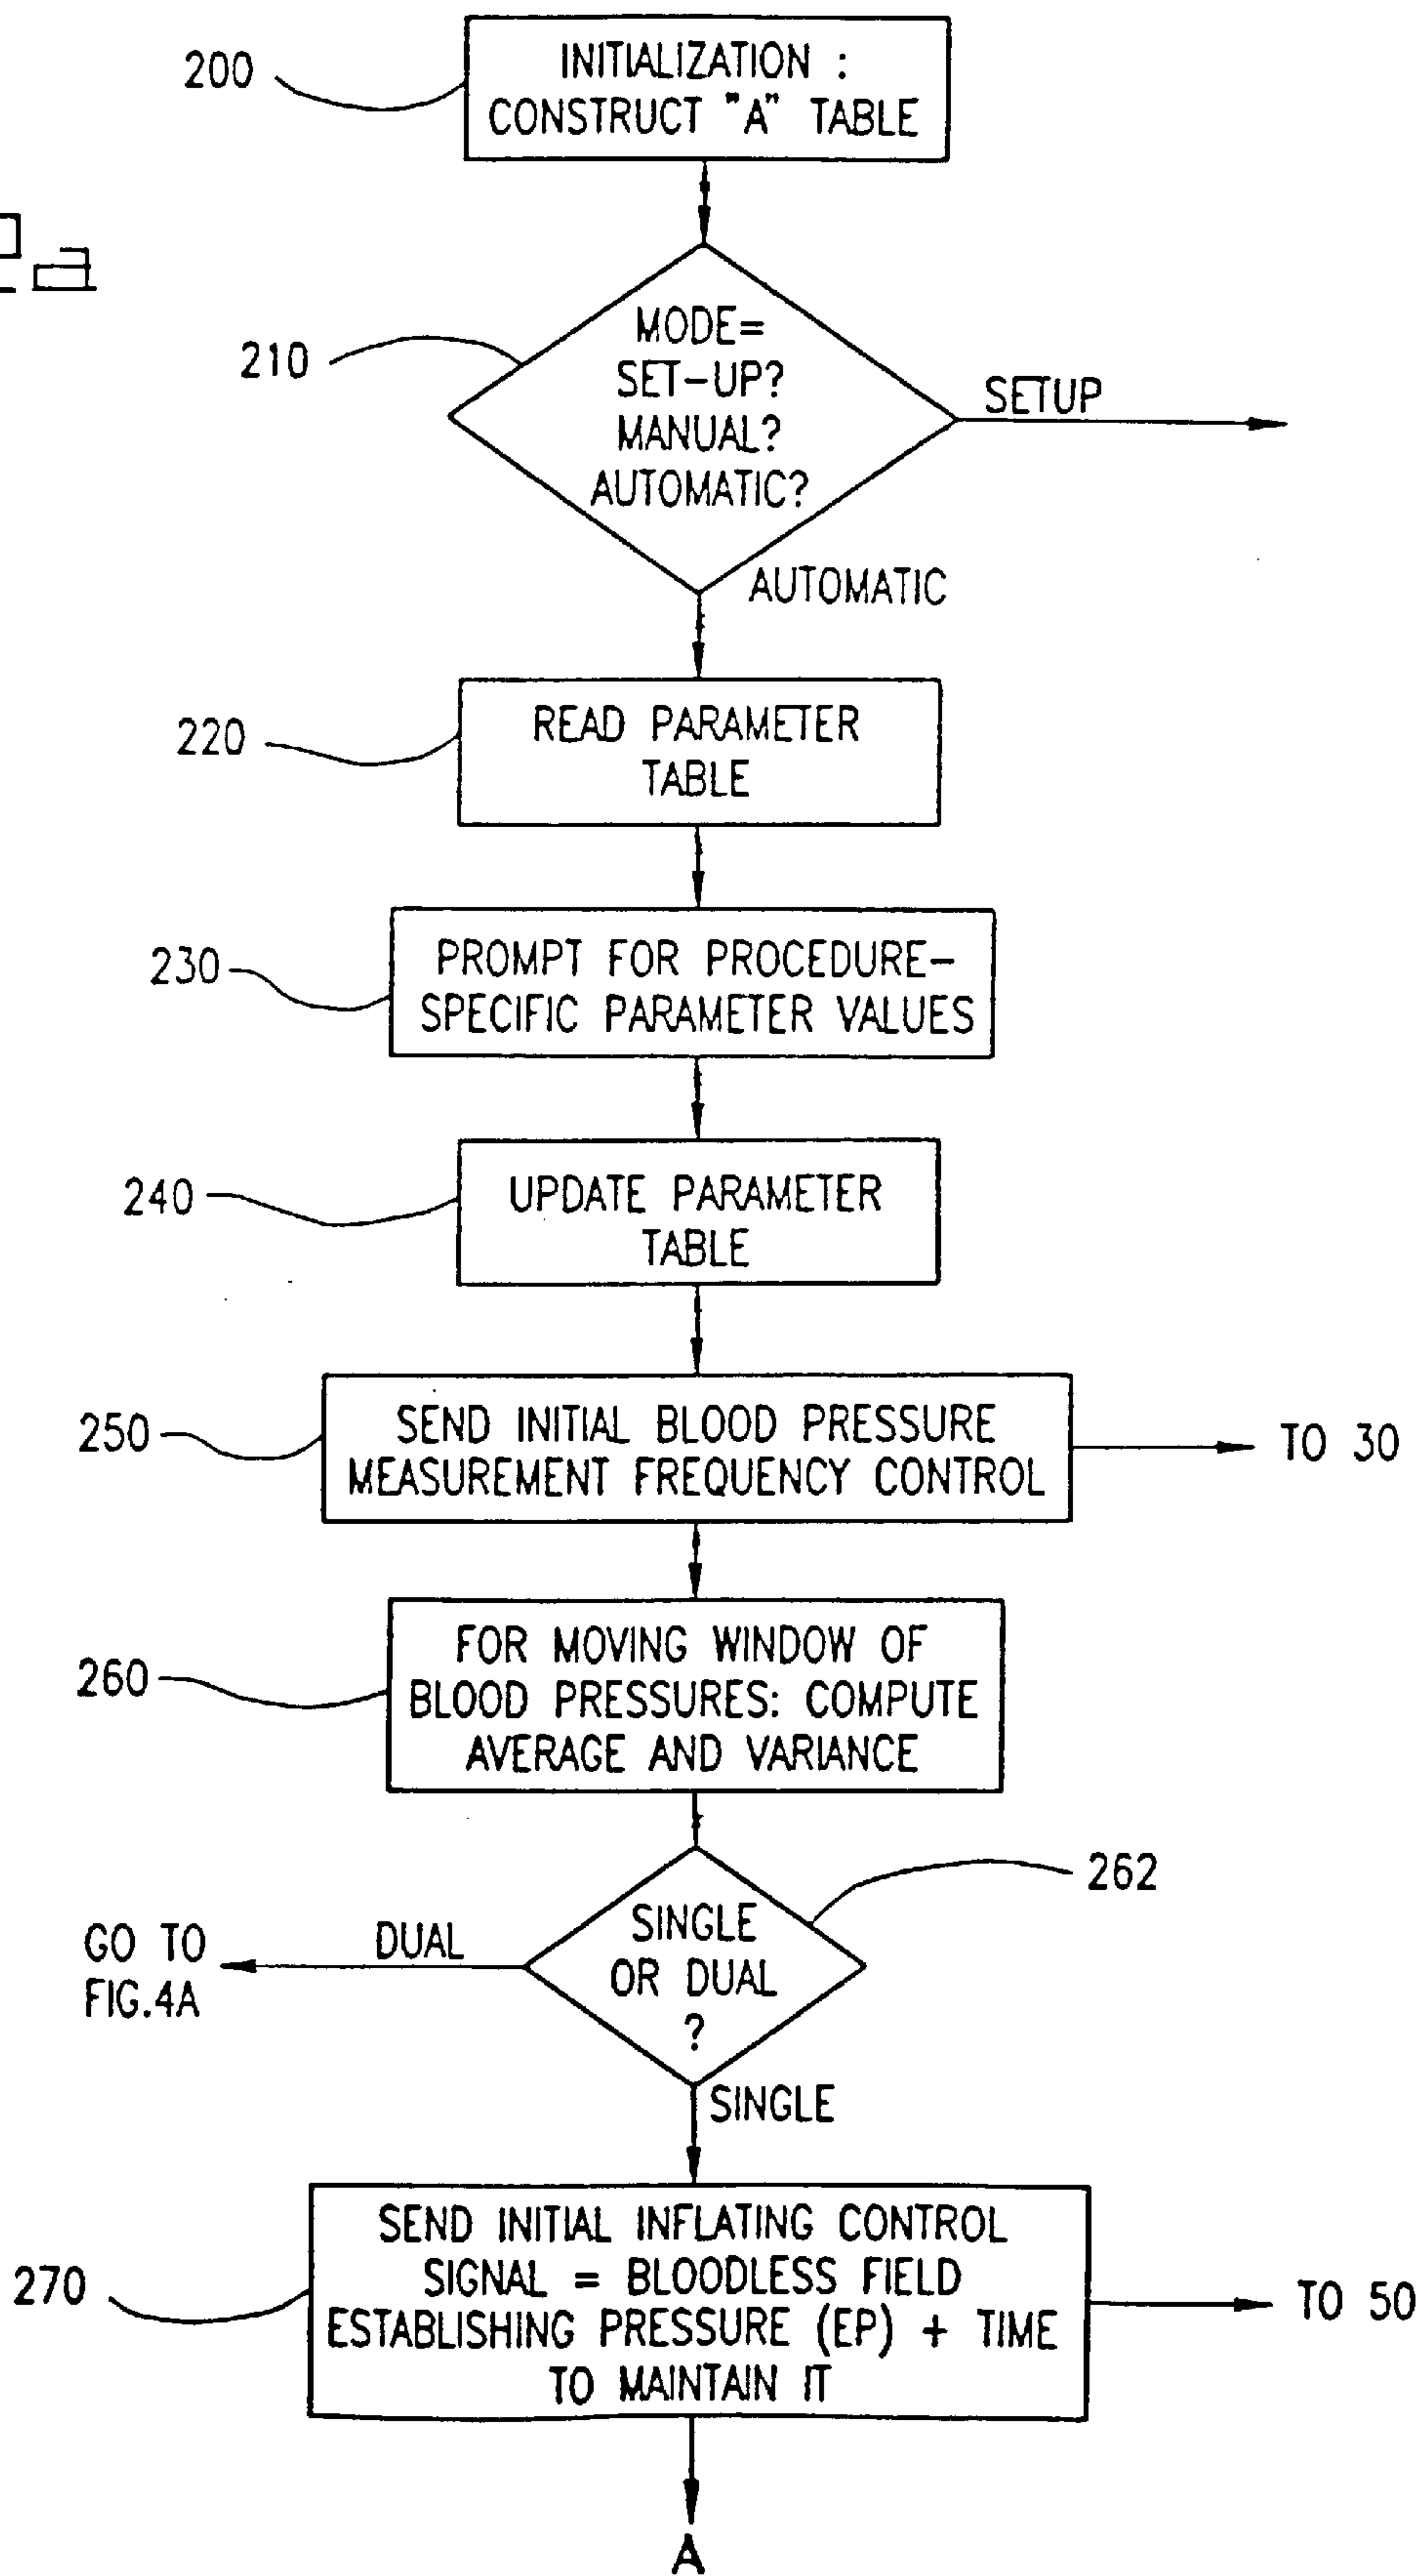 200
INITIALIZATION :
CONSTRUCT "A" TABLE
210
MODE=
SET-UP?
MANUAL?
AUTOMATIC?
SETUP
AUTOMATIC
220
READ PARAMETER
TABLE
230
PROMPT FOR PROCEDURE-
SPECIFIC PARAMETER VALUES
240
UPDATE PARAMETER
TABLE
250
SEND INITIAL BLOOD PRESSURE
MEASUREMENT FREQUENCY CONTROL
TO 30
260
FOR MOVING WINDOW OF
BLOOD PRESSURES: COMPUTE
AVERAGE AND VARIANCE
262
SINGLE
OR DUAL
?
DUAL
GO TO
FIG.4A
SINGLE
270
SEND INITIAL INFLATING CONTROL
SIGNAL = BLOODLESS FIELD
ESTABLISHING PRESSURE (EP) + TIME
TO MAINTAIN IT
TO 50
A